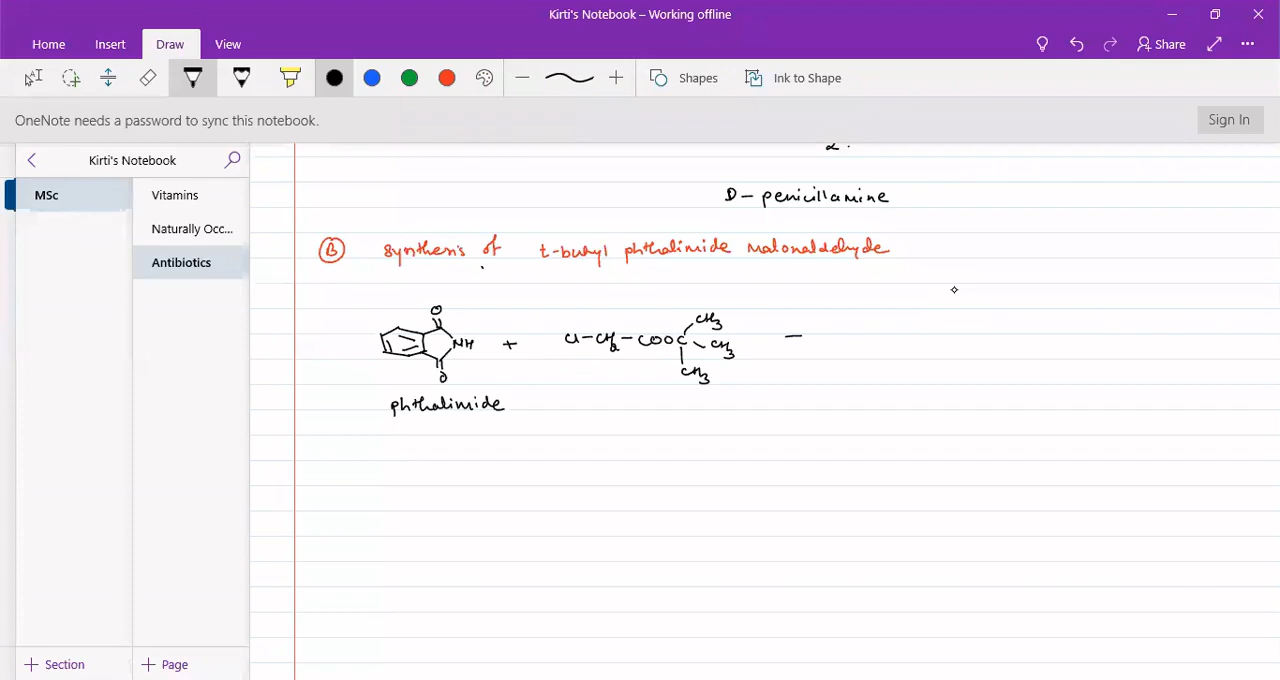 Kirti's Notebook – Working offline
Home Insert Draw View
Share
Shapes Ink to Shape
OneNote needs a password to sync this notebook.
Sign In
Kirti's Notebook
MSc
Vitamins
Naturally Occ...
Antibiotics
D – penicillamine
B synthesis of t-butyl phthalimide malonaldehyde
O
NH
O
+
Cl – CH2 – COOC
CH3
CH3
CH3
phthalimide
+ Section
+ Page